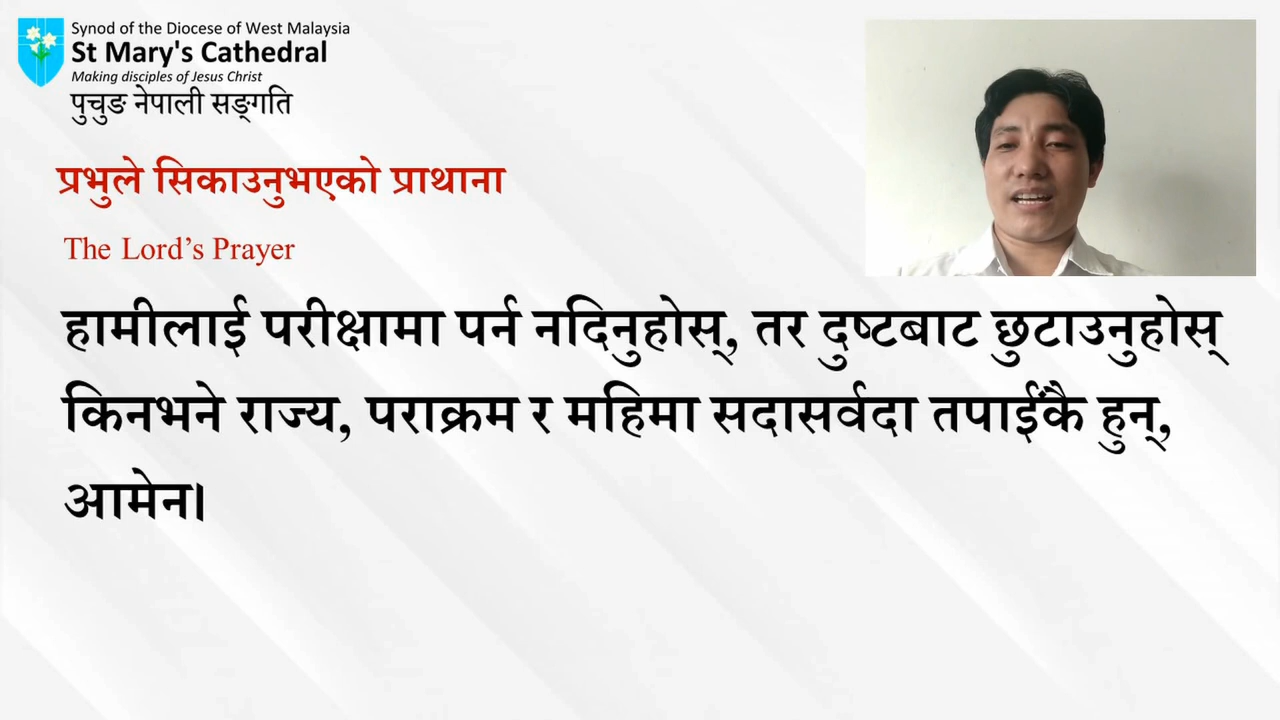 Synod of the Diocese of West Malaysia
St Mary's Cathedral
Making disciples of Jesus Christ
पुचुङ नेपाली सङ्गति
प्रभुले सिकाउनुभएको प्राथाना
The Lord’s Prayer
हामीलाई परीक्षामा पर्न नदिनुहोस्, तर दुष्टबाट छुटाउनुहोस्
किनभने राज्य, पराक्रम र महिमा सदासर्वदा तपाईंकै हुन्,
आमेन।